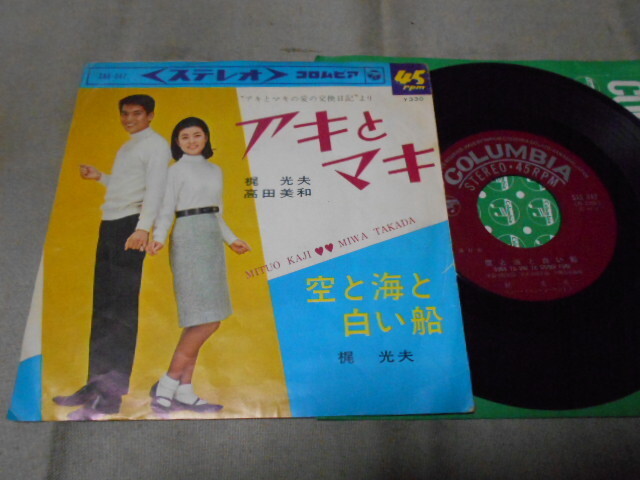 SAS-447
<ステレオ>
コロムビア
45
rpm
¥330
"アキとマキの愛の交換日記"より
アキと
マキ
梶 光夫
高田美和
MITUO KAJI ♥♥ MIWA TAKADA
空と海と
白い船
梶 光夫
COLUMBIA
STEREO・45RPM
空と海と白い船